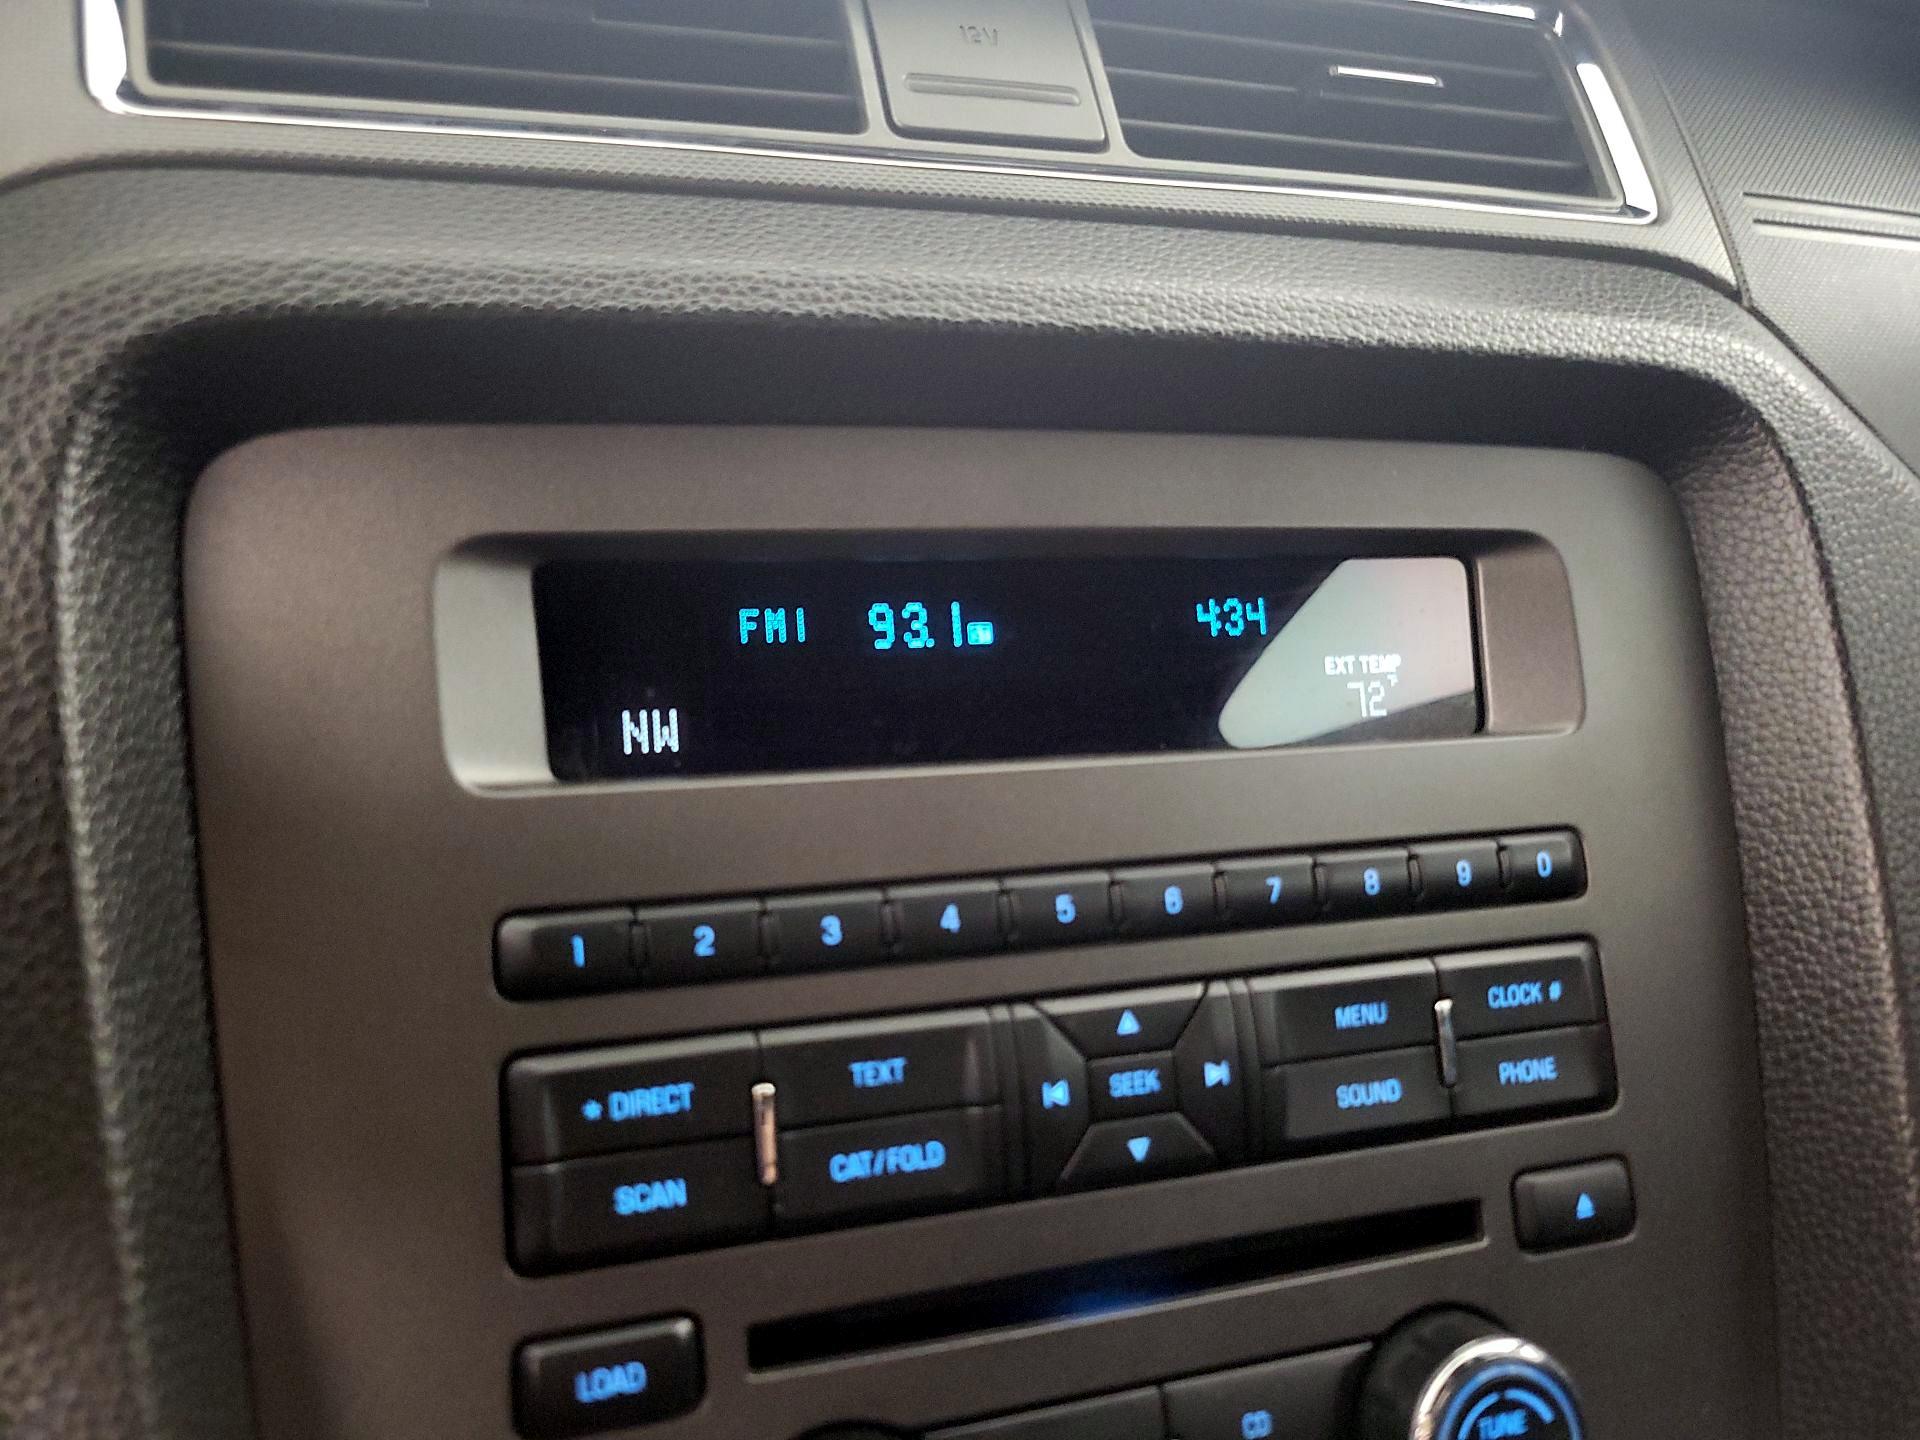 12V
FM1 93.1 4:34
EXT TEMP
72°F
NW
1 2 3 4 5 6 7 8 9 0
MENU CLOCK #
* DIRECT TEXT SEEK SOUND PHONE
SCAN CAT/FOLD
LOAD
CD TUNE